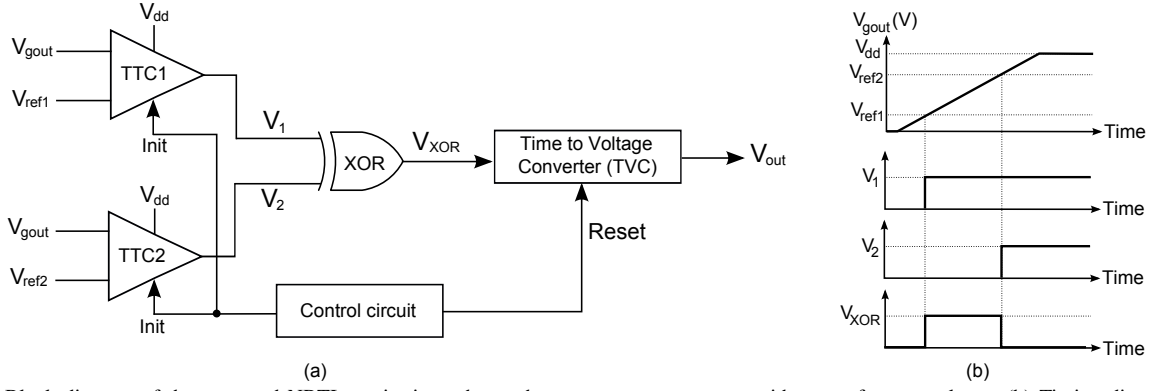 V_dd
V_gout
TTC1
V_ref1
Init
V_1
XOR
V_2
V_XOR
Time to Voltage
Converter (TVC)
V_out
V_dd
V_gout
TTC2
V_ref2
Init
Control circuit
Reset
(a)
V_gout (V)
V_dd
V_ref2
V_ref1
Time
V_1
Time
V_2
Time
V_XOR
Time
(b)